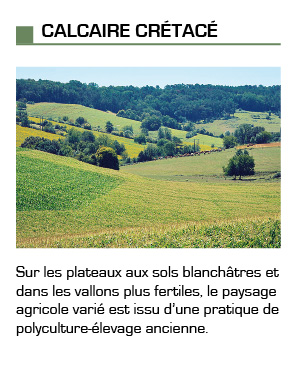 CALCAIRE CRÉTACÉ
Sur les plateaux aux sols blanchâtres et
dans les vallons plus fertiles, le paysage
agricole varié est issu d’une pratique de
polyculture-élevage ancienne.